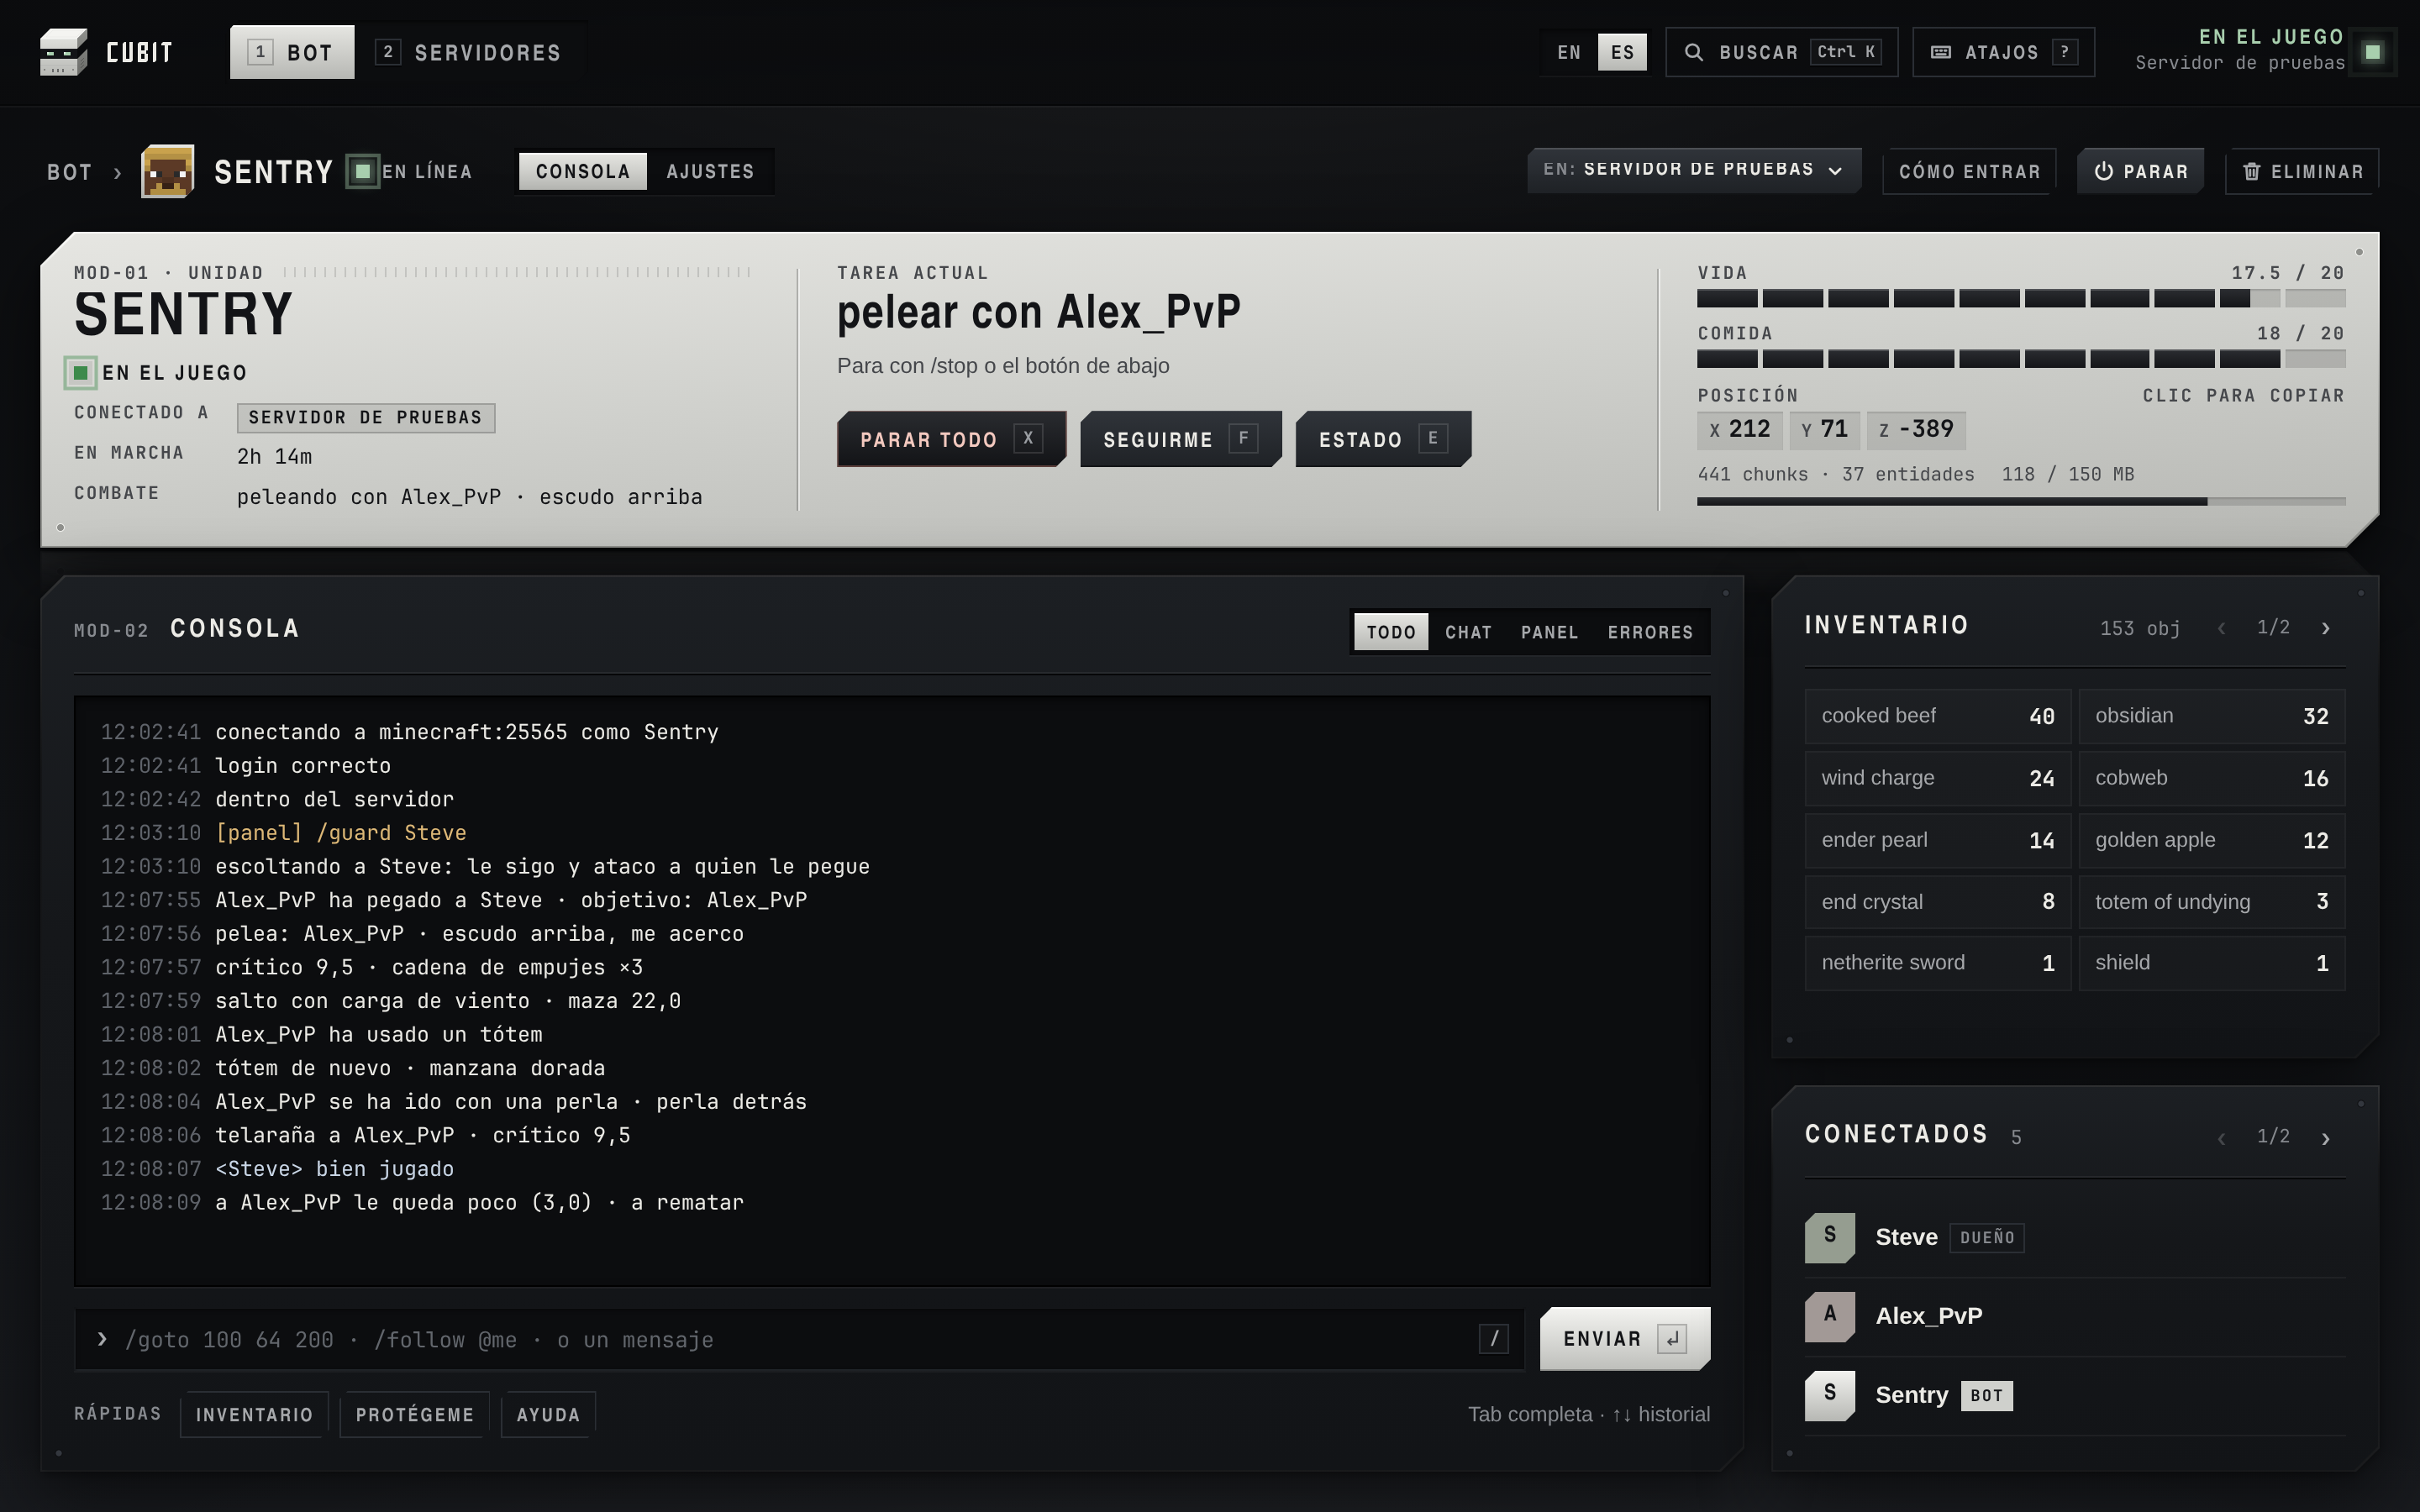 CUBIT
1 BOT
2 SERVIDORES
EN ES
BUSCAR Ctrl K
ATAJOS ?
EN EL JUEGO
Servidor de pruebas
BOT › SENTRY EN LÍNEA
CONSOLA AJUSTES
EN: SERVIDOR DE PRUEBAS
CÓMO ENTRAR
PARAR
ELIMINAR
MOD-01 · UNIDAD
SENTRY
EN EL JUEGO
CONECTADO A SERVIDOR DE PRUEBAS
EN MARCHA 2h 14m
COMBATE peleando con Alex_PvP · escudo arriba
TAREA ACTUAL
pelear con Alex_PvP
Para con /stop o el botón de abajo
PARAR TODO X
SEGUIRME F
ESTADO E
VIDA 17.5 / 20
COMIDA 18 / 20
POSICIÓN CLIC PARA COPIAR
X 212 Y 71 Z -389
441 chunks · 37 entidades 118 / 150 MB
MOD-02 CONSOLA
TODO CHAT PANEL ERRORES
12:02:41 conectando a minecraft:25565 como Sentry
12:02:41 login correcto
12:02:42 dentro del servidor
12:03:10 [panel] /guard Steve
12:03:10 escoltando a Steve: le sigo y ataco a quien le pegue
12:07:55 Alex_PvP ha pegado a Steve · objetivo: Alex_PvP
12:07:56 pelea: Alex_PvP · escudo arriba, me acerco
12:07:57 crítico 9,5 · cadena de empujes ×3
12:07:59 salto con carga de viento · maza 22,0
12:08:01 Alex_PvP ha usado un tótem
12:08:02 tótem de nuevo · manzana dorada
12:08:04 Alex_PvP se ha ido con una perla · perla detrás
12:08:06 telaraña a Alex_PvP · crítico 9,5
12:08:07 <Steve> bien jugado
12:08:09 a Alex_PvP le queda poco (3,0) · a rematar
❯ /goto 100 64 200 · /follow @me · o un mensaje /
ENVIAR ↵
RÁPIDAS INVENTARIO PROTÉGEME AYUDA
Tab completa · ↑↓ historial
INVENTARIO 153 obj ‹ 1/2 ›
cooked beef 40
obsidian 32
wind charge 24
cobweb 16
ender pearl 14
golden apple 12
end crystal 8
totem of undying 3
netherite sword 1
shield 1
CONECTADOS 5 ‹ 1/2 ›
S Steve DUEÑO
A Alex_PvP
S Sentry BOT